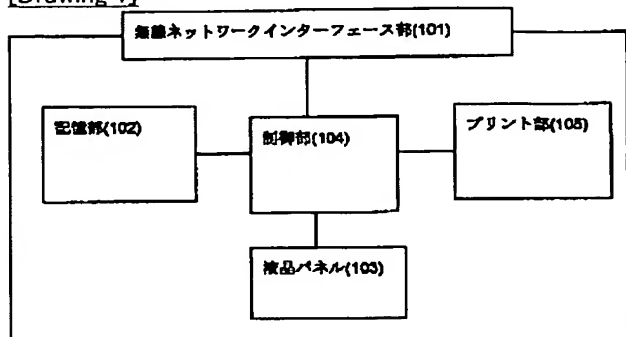 [Drawing 1]
無線ネットワークインターフェース部(101)
記憶部(102)
制御部(104)
プリント部(105)
液晶パネル(103)